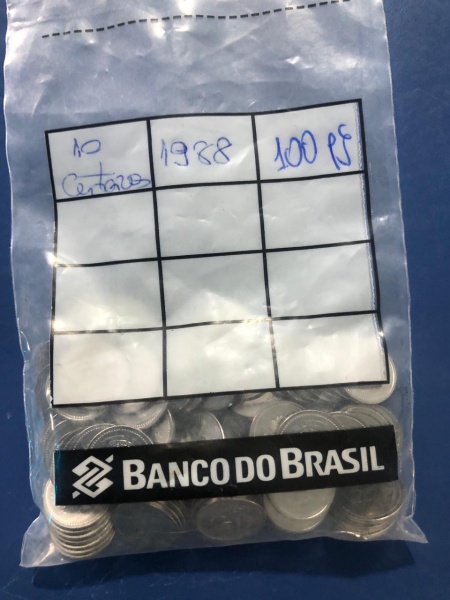 10 1988 100 pç
Centavos
BANCO DO BRASIL